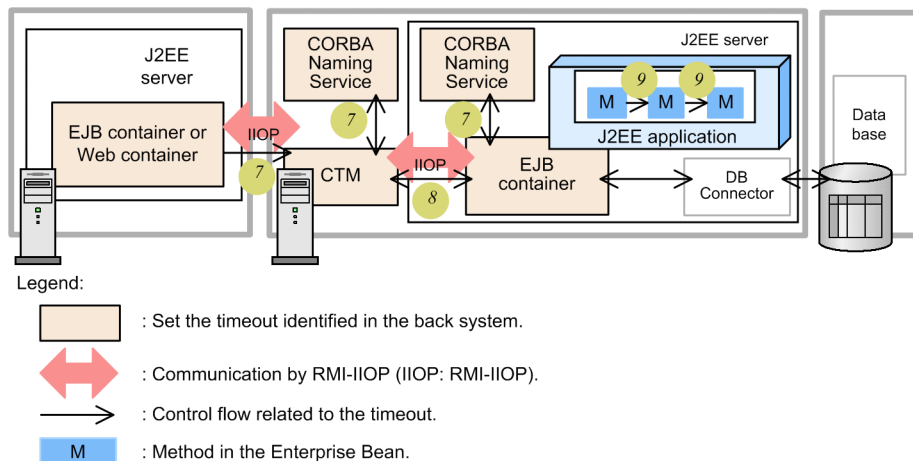 J2EE
server
EJB container or
Web container
IIOP
7
CORBA
Naming
Service
7
CTM
IIOP
8
CORBA
Naming
Service
7
EJB
container
J2EE server
9
9
M
M
M
J2EE application
DB
Connector
Data
base
Legend:
: Set the timeout identified in the back system.
: Communication by RMI-IIOP (IIOP: RMI-IIOP).
: Control flow related to the timeout.
M
: Method in the Enterprise Bean.